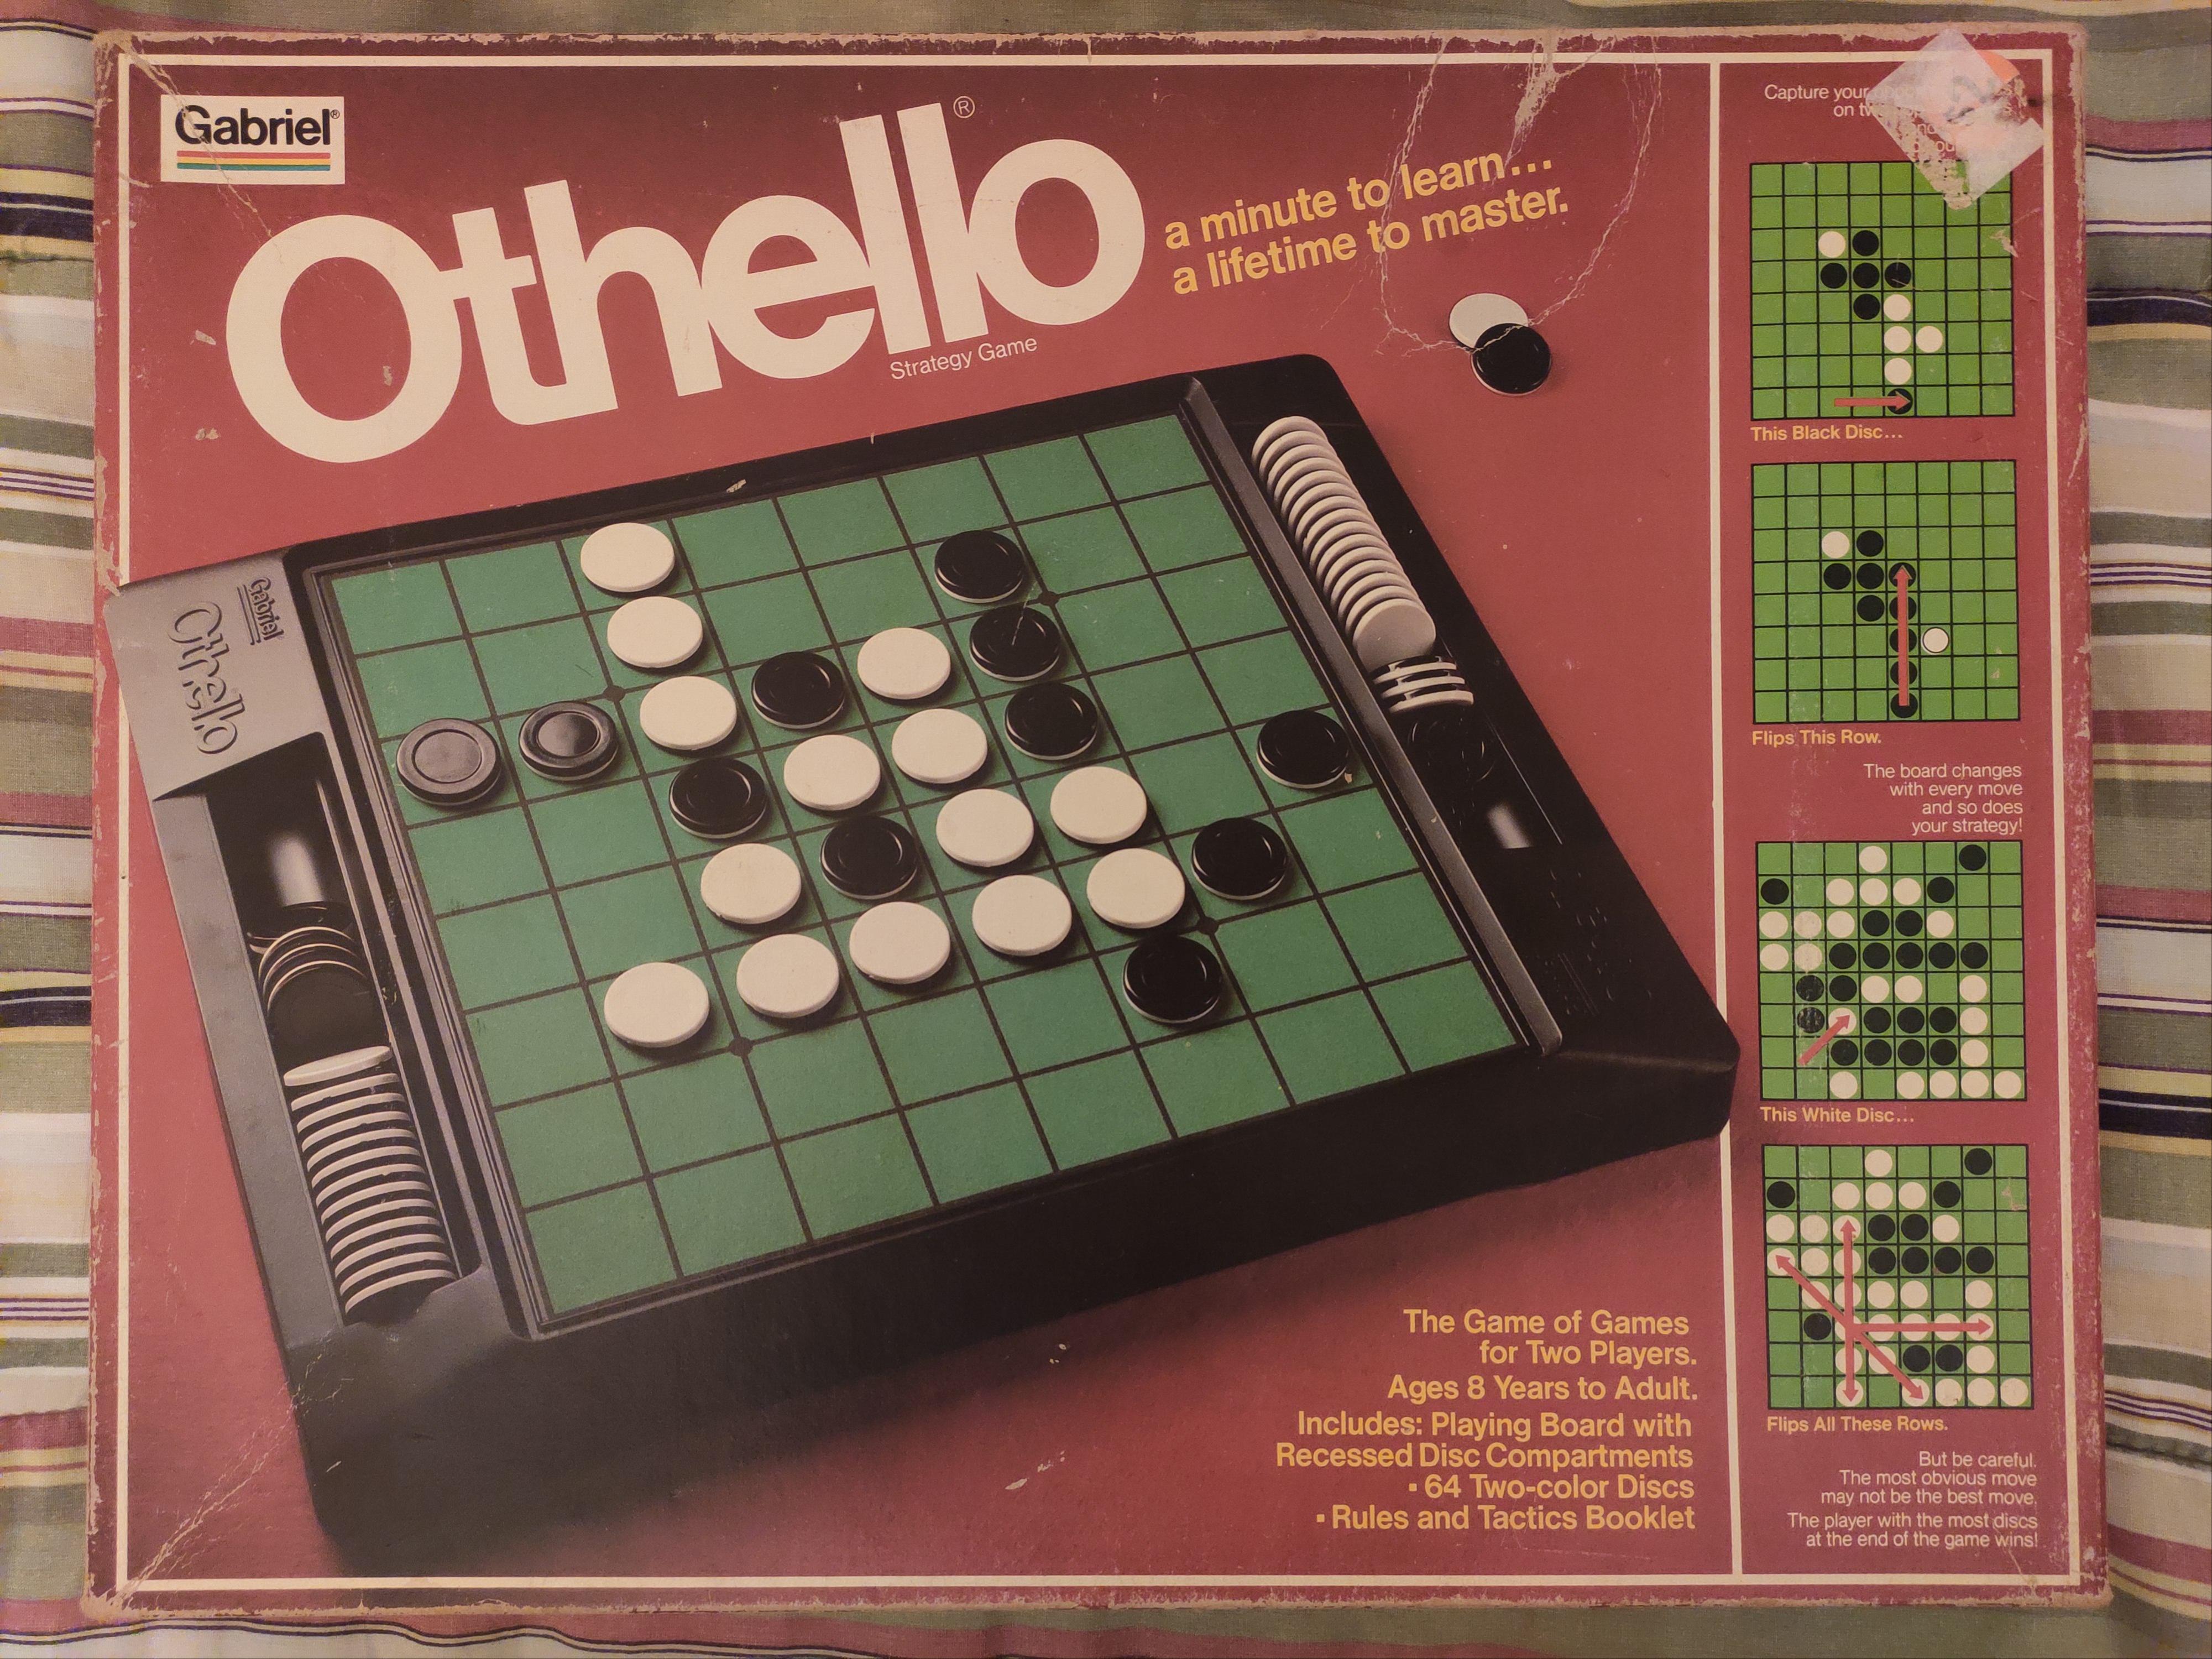 Gabriel®
Othello®
Strategy Game
a minute to learn...
a lifetime to master.
Gabriel
Othello
The Game of Games
for Two Players.
Ages 8 Years to Adult.
Includes: Playing Board with
Recessed Disc Compartments
▪ 64 Two-color Discs
▪ Rules and Tactics Booklet
Capture your
on
This Black Disc...
Flips This Row.
The board changes
with every move
and so does
your strategy!
This White Disc...
Flips All These Rows.
But be careful.
The most obvious move
may not be the best move.
The player with the most discs
at the end of the game wins!